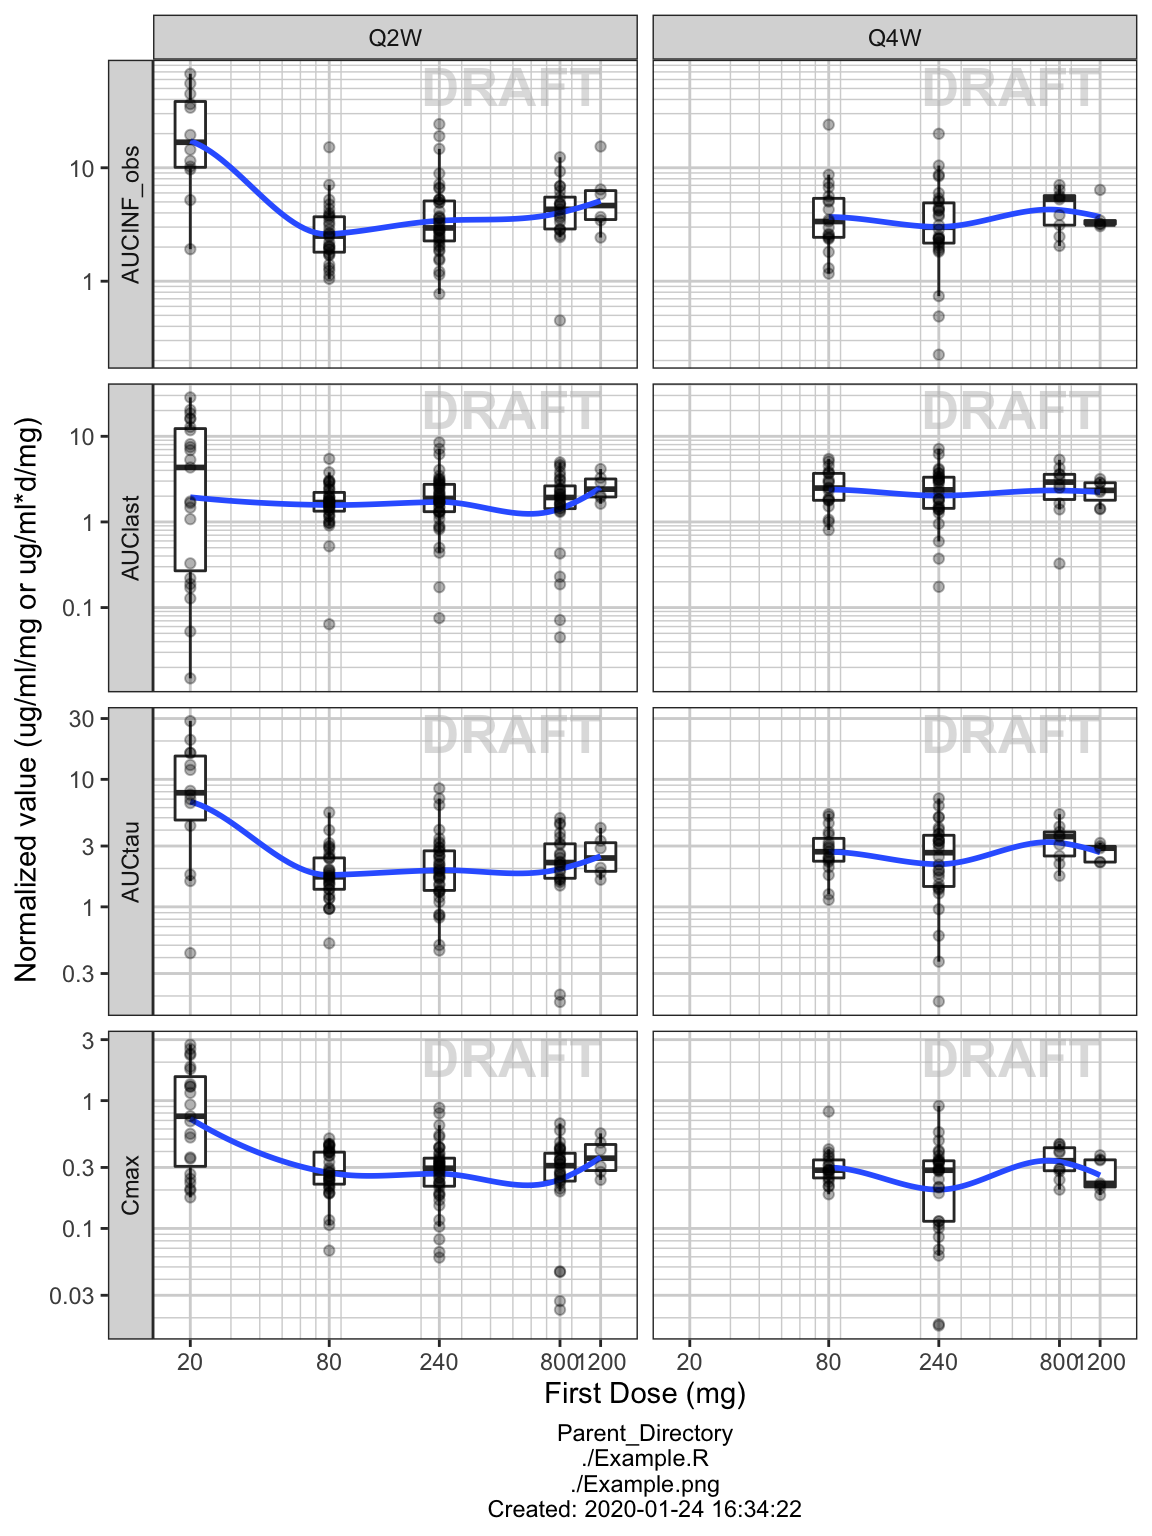 Q2W Q4W
DRAFT DRAFT
AUCINF_obs
10
1
DRAFT DRAFT
AUClast
10
1
0.1
Normalized value (ug/ml/mg or ug/ml*d/mg)
DRAFT DRAFT
AUCtau
30
10
3
1
0.3
DRAFT DRAFT
Cmax
3
1
0.3
0.1
0.03
20 80 240 800 1200 20 80 240 800 1200
First Dose (mg)
Parent_Directory
./Example.R
./Example.png
Created: 2020-01-24 16:34:22